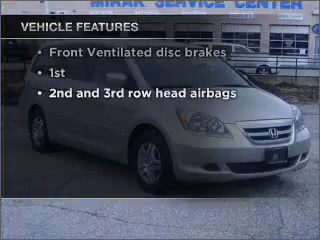 MIRAK SERVICE CENTER
VEHICLE FEATURES
Front Ventilated disc brakes
1st
2nd and 3rd row head airbags